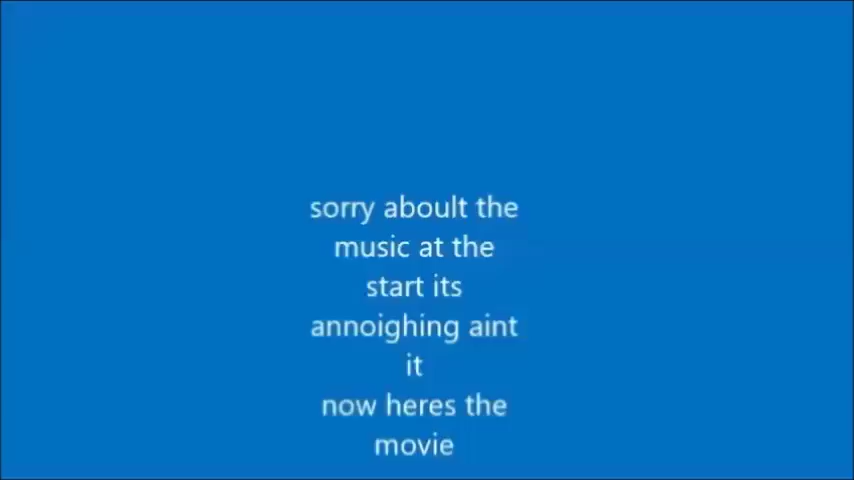 sorry aboult the
music at the
start its
annoighing aint
it
now heres the
movie